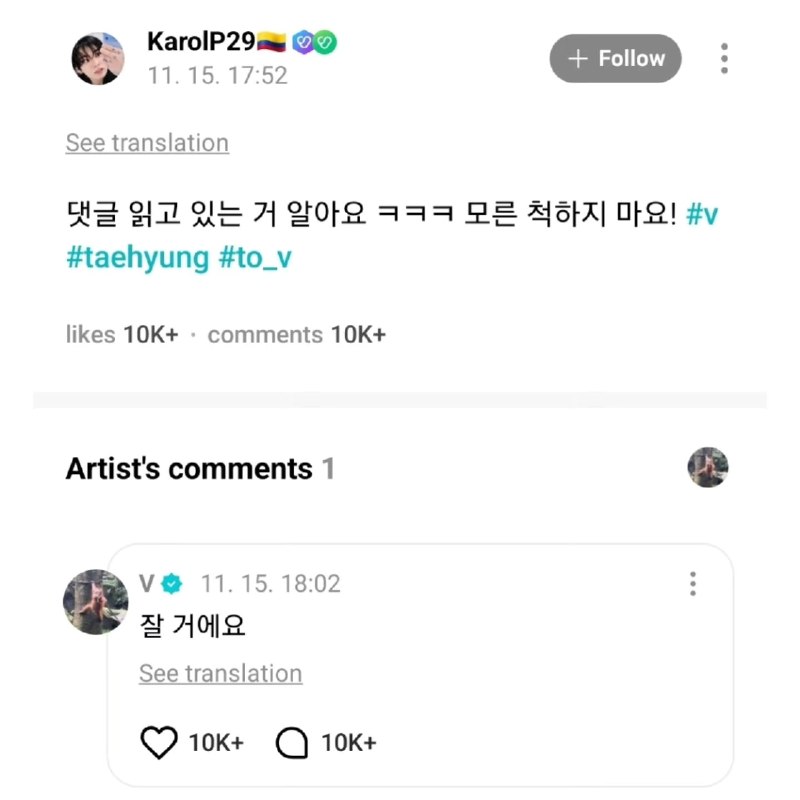 KarolP29🇨🇴
11. 15. 17:52
+ Follow
See translation
댓글 읽고 있는 거 알아요 ㅋㅋㅋ 모른 척하지 마요! #v
#taehyung #to_v
likes 10K+ · comments 10K+
Artist's comments 1
V 11. 15. 18:02
잘 거에요
See translation
10K+ 10K+